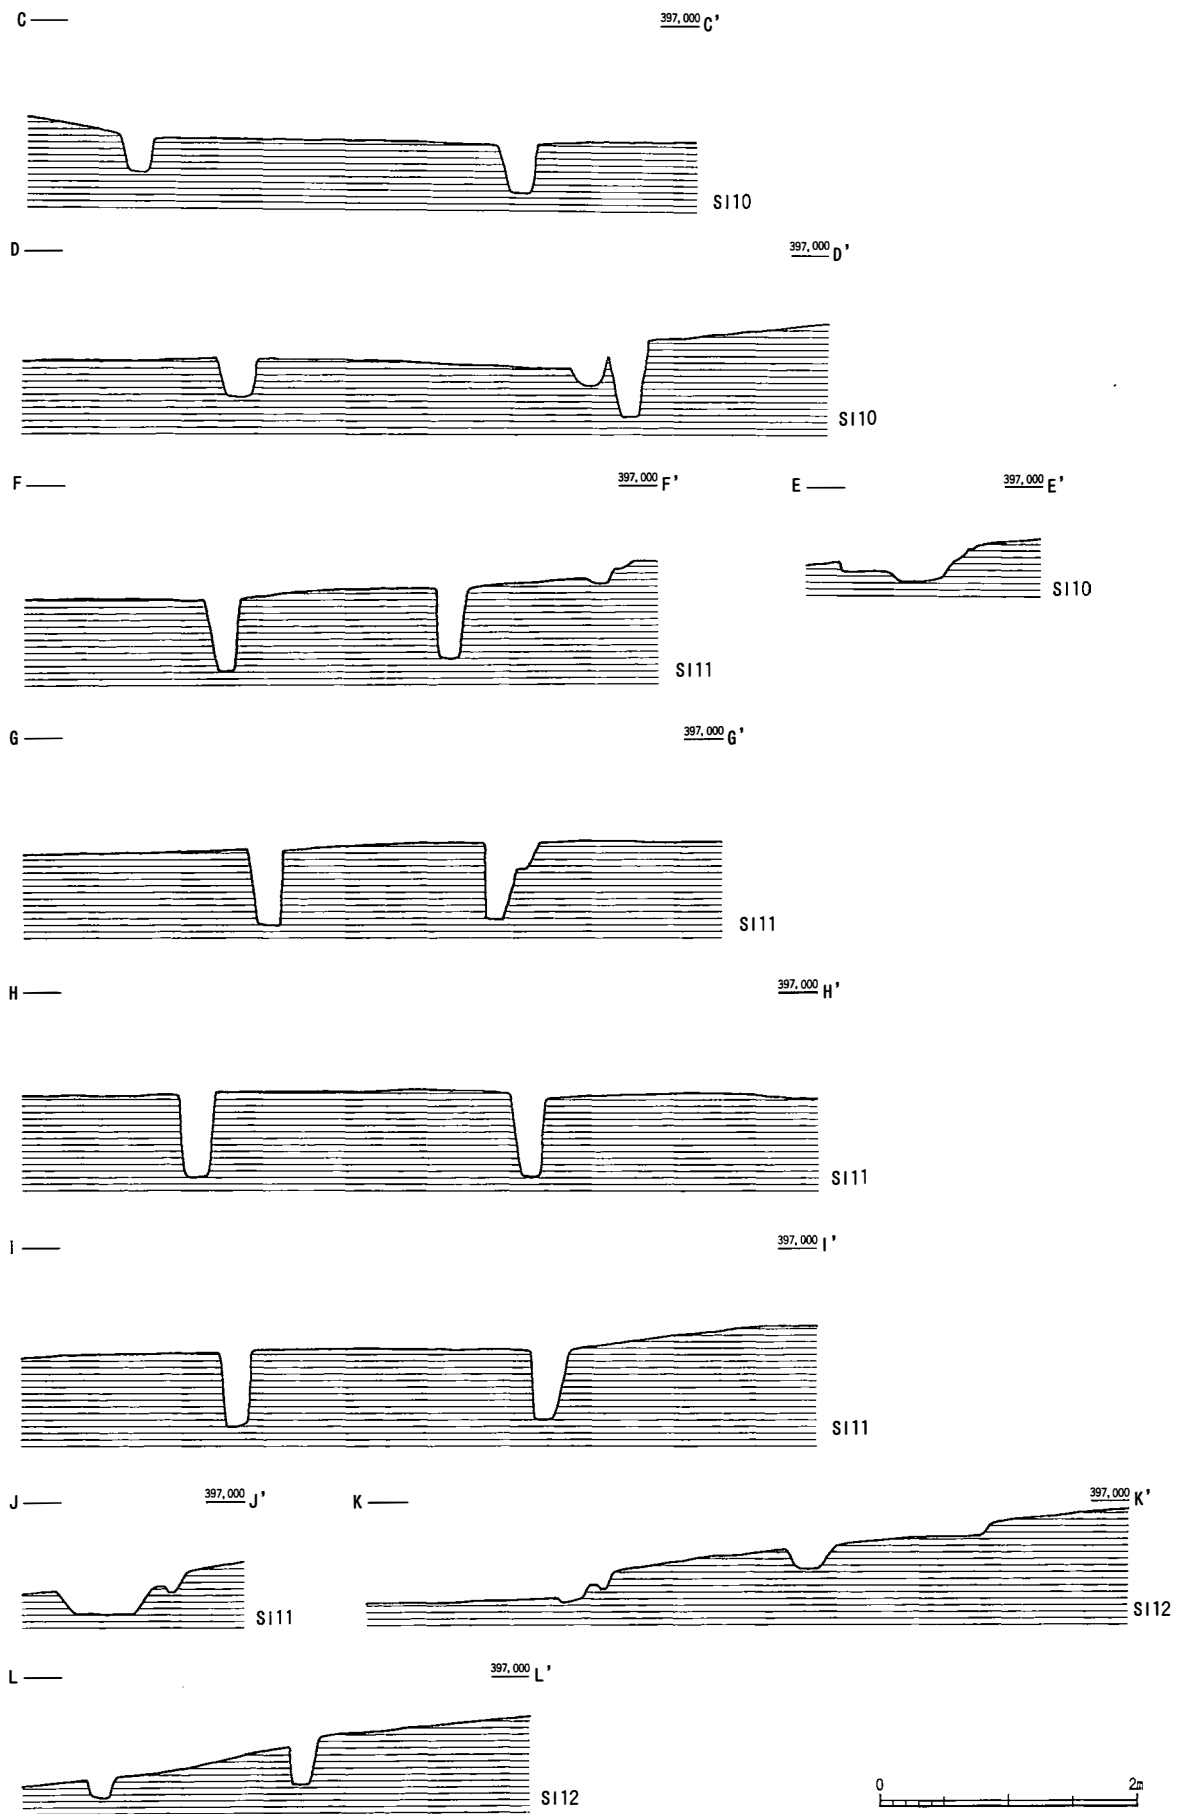 C 397,000 C'
SI10
D 397,000 D'
SI10
F 397,000 F' E 397,000 E'
SI10
SI11
G 397,000 G'
SI11
H 397,000 H'
SI11
I 397,000 I'
SI11
J 397,000 J' K 397,000 K'
SI11 SI12
L 397,000 L'
SI12
0 2m